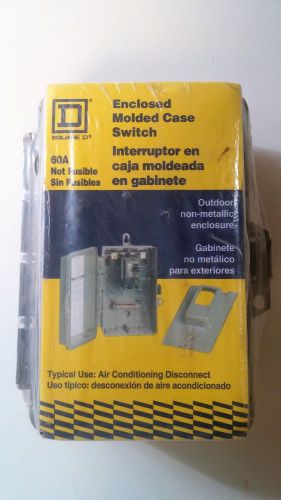 D
SQUARE D
Enclosed
Molded Case
Switch
60A
Not Fusible
Sin Fusibles
Interruptor en
caja moldeada
en gabinete
Outdoor
non-metallic
enclosure
Gabinete
no metálico
para exteriores
Typical Use: Air Conditioning Disconnect
Uso típico: desconexión de aire acondicionado